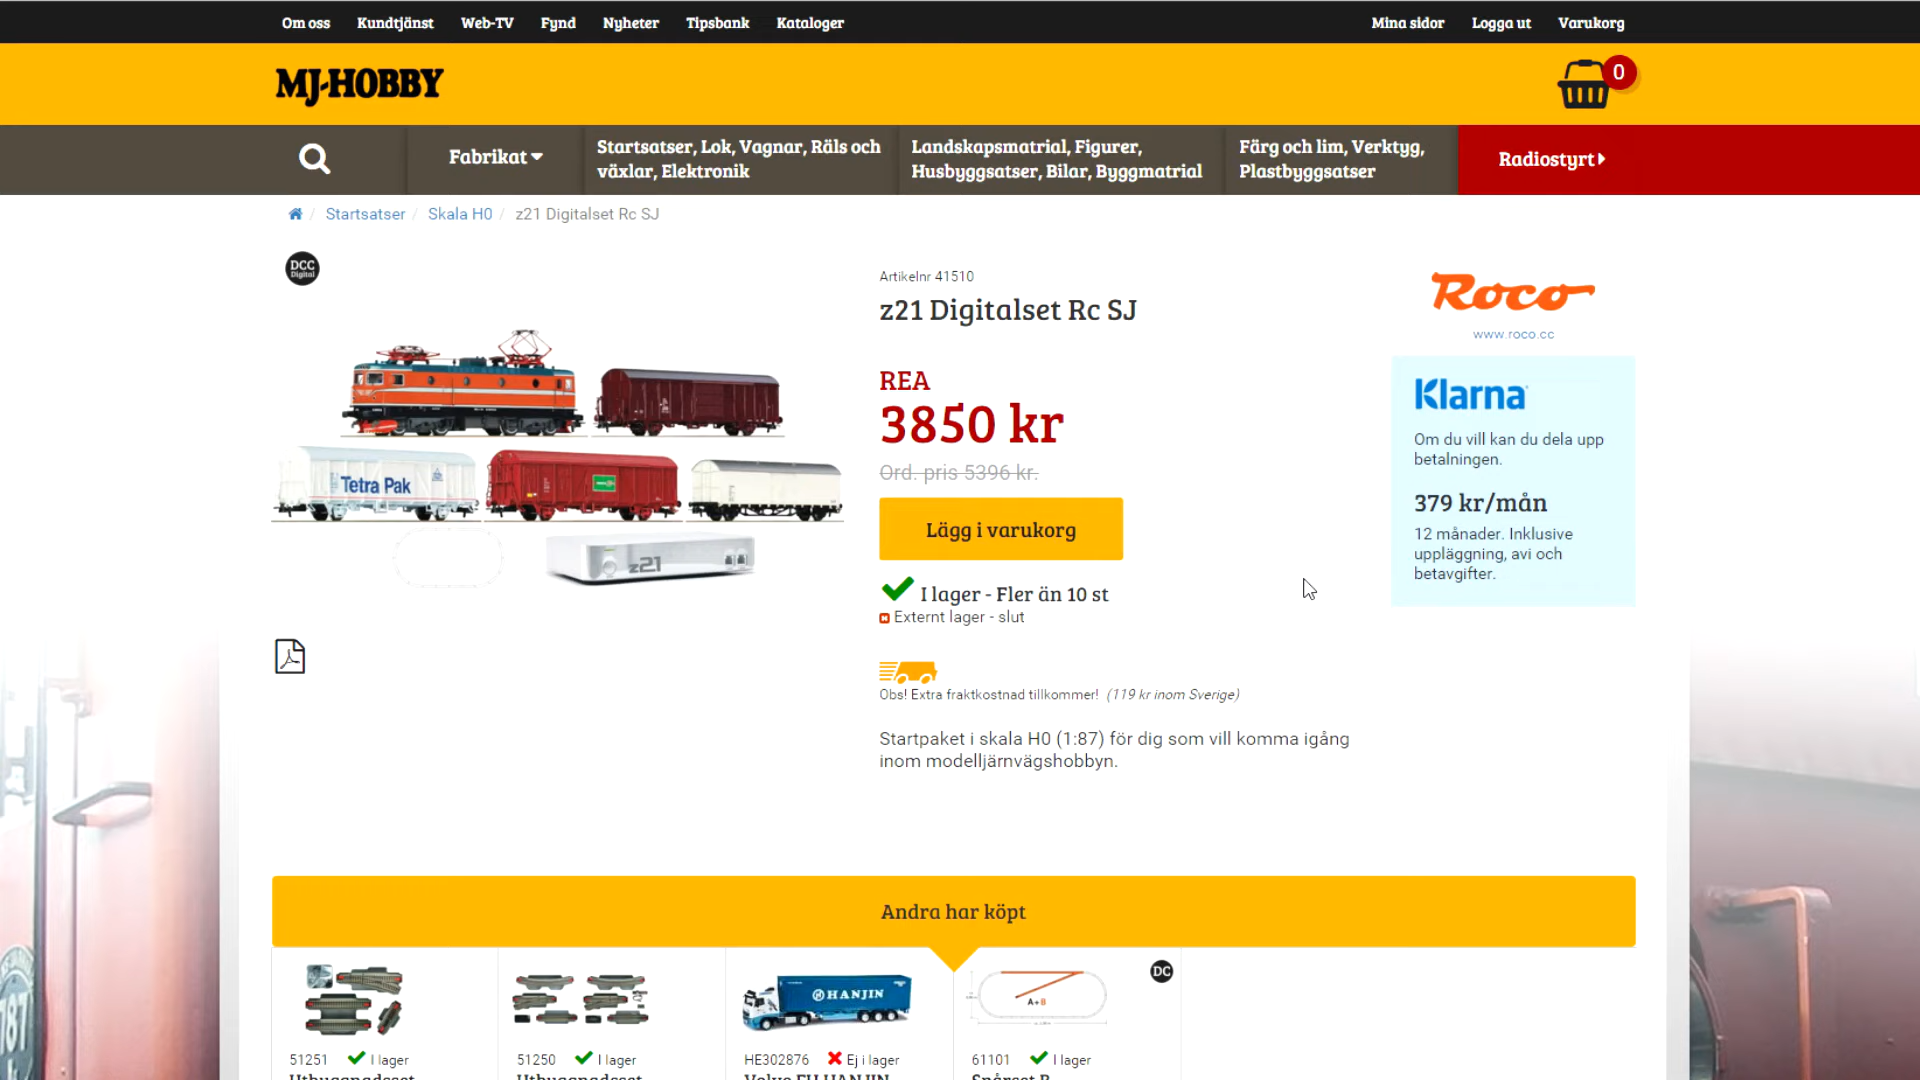 Om oss Kundtjänst Web-TV Fynd Nyheter Tipsbank Kataloger Mina sidor Logga ut Varukorg
MJ-HOBBY
0
Fabrikat
Startsatser, Lok, Vagnar, Räls och
växlar, Elektronik
Landskapsmatrial, Figurer,
Husbyggsatser, Bilar, Byggmatrial
Färg och lim, Verktyg,
Plastbyggsatser
Radiostyrt
/ Startsatser / Skala H0 / z21 Digitalset Rc SJ
DCC
Digital
Tetra Pak
z21
Artikelnr 41510
z21 Digitalset Rc SJ
REA
3850 kr
Ord. pris 5396 kr.
Lägg i varukorg
I lager - Fler än 10 st
Externt lager - slut
Obs! Extra fraktkostnad tillkommer! (119 kr inom Sverige)
Startpaket i skala H0 (1:87) för dig som vill komma igång
inom modelljärnvägshobbyn.
Roco
www.roco.cc
Klarna
Om du vill kan du dela upp
betalningen.
379 kr/mån
12 månader. Inklusive
uppläggning, avi och
betavgifter.
Andra har köpt
HANJIN
A+B
DC
51251 I lager
51250 I lager
HE302876 Ej i lager
61101 I lager
Utbyggnadsset
Utbyggnadsset
Volvo FH HANJIN
Spårset B
787